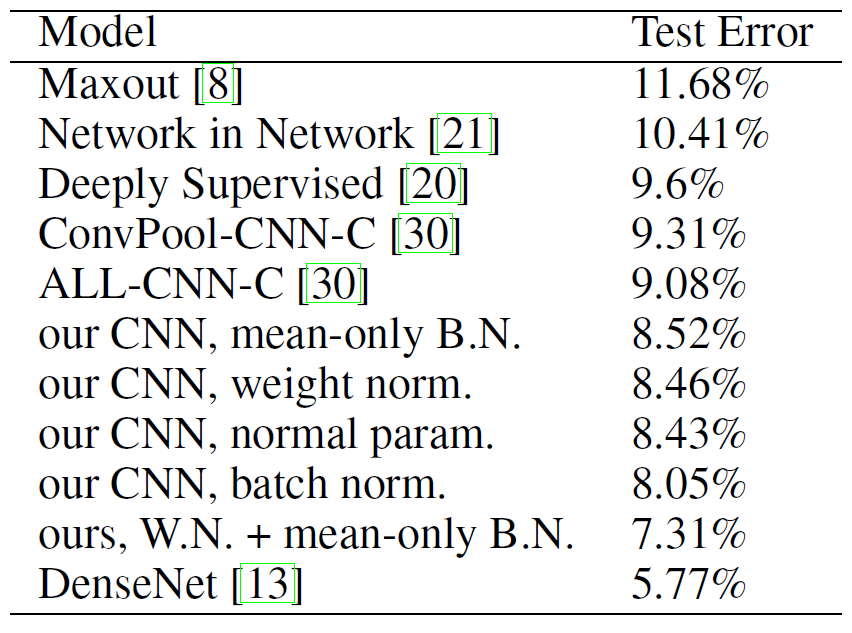 Model Test Error
Maxout [8] 11.68%
Network in Network [21] 10.41%
Deeply Supervised [20] 9.6%
ConvPool-CNN-C [30] 9.31%
ALL-CNN-C [30] 9.08%
our CNN, mean-only B.N. 8.52%
our CNN, weight norm. 8.46%
our CNN, normal param. 8.43%
our CNN, batch norm. 8.05%
ours, W.N. + mean-only B.N. 7.31%
DenseNet [13] 5.77%